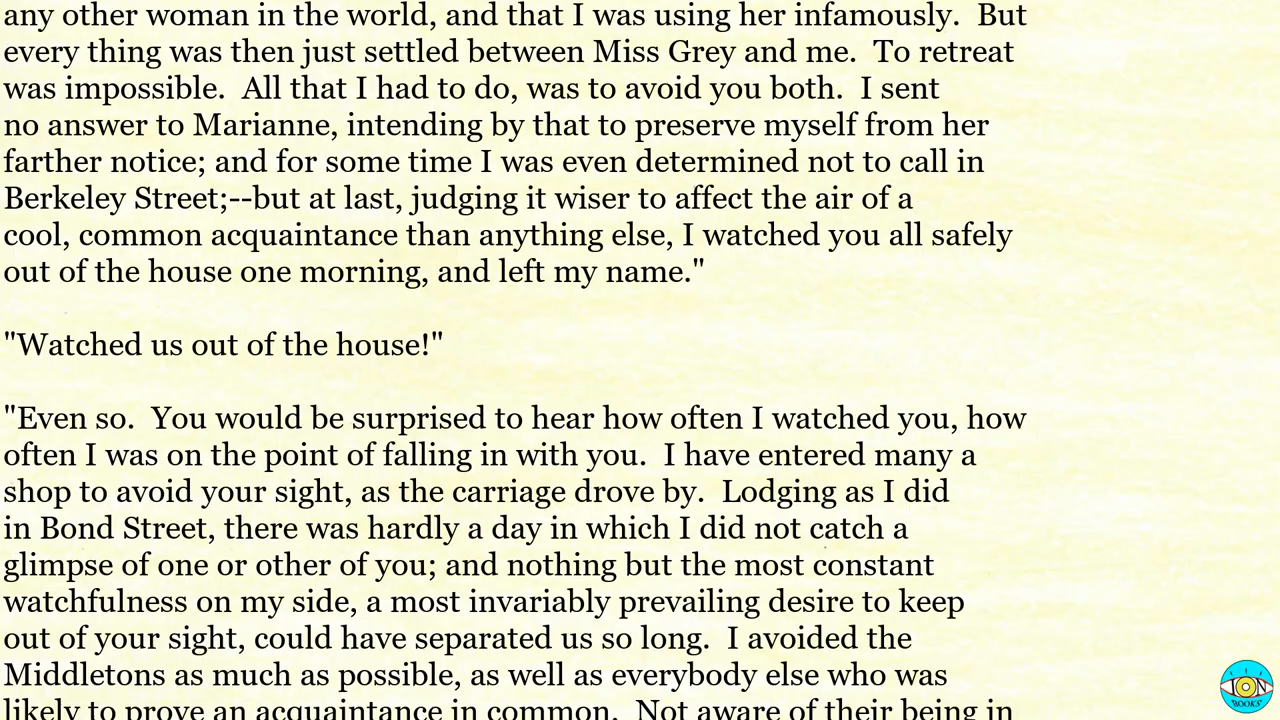 any other woman in the world, and that I was using her infamously.  But
every thing was then just settled between Miss Grey and me.  To retreat
was impossible.  All that I had to do, was to avoid you both.  I sent
no answer to Marianne, intending by that to preserve myself from her
farther notice; and for some time I was even determined not to call in
Berkeley Street;--but at last, judging it wiser to affect the air of a
cool, common acquaintance than anything else, I watched you all safely
out of the house one morning, and left my name."
"Watched us out of the house!"
"Even so.  You would be surprised to hear how often I watched you, how
often I was on the point of falling in with you.  I have entered many a
shop to avoid your sight, as the carriage drove by.  Lodging as I did
in Bond Street, there was hardly a day in which I did not catch a
glimpse of one or other of you; and nothing but the most constant
watchfulness on my side, a most invariably prevailing desire to keep
out of your sight, could have separated us so long.  I avoided the
Middletons as much as possible, as well as everybody else who was
likely to prove an acquaintance in common.  Not aware of their being in
ION
BOOKS